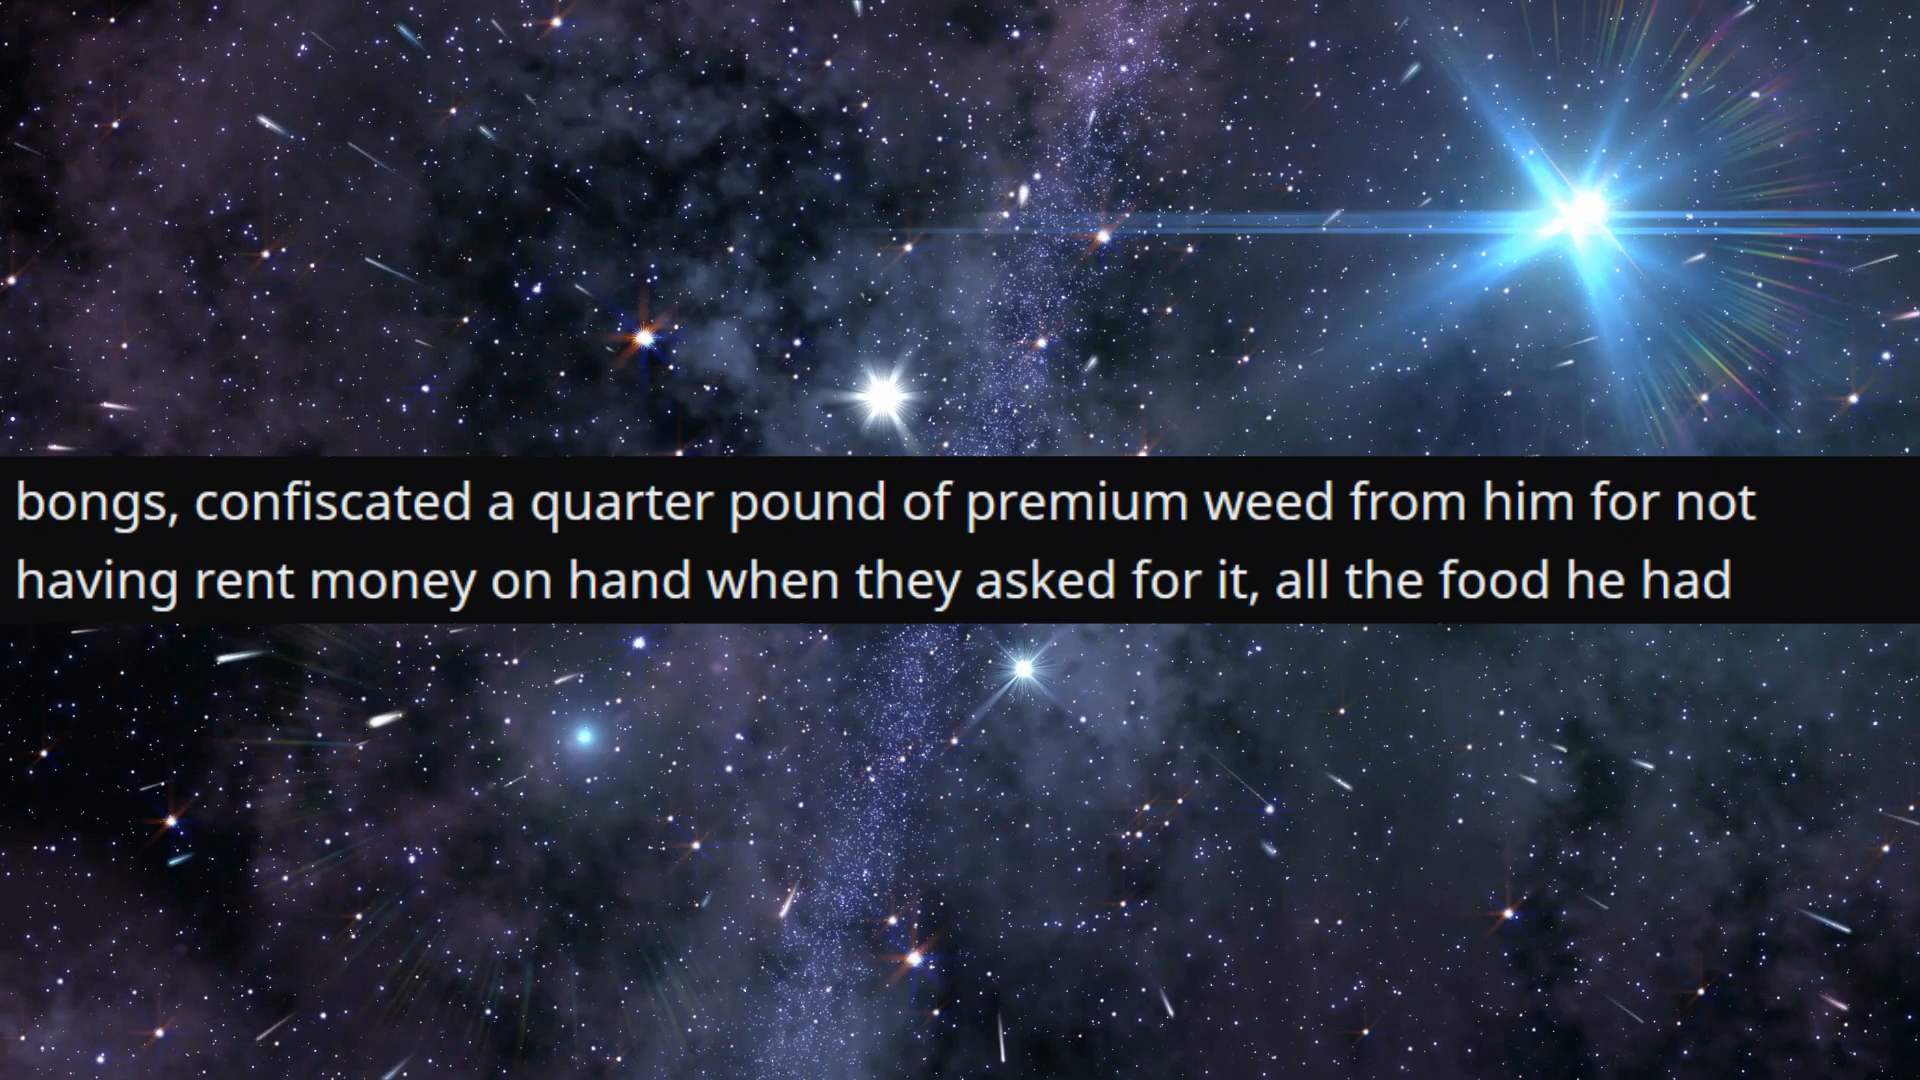 bongs, confiscated a quarter pound of premium weed from him for not
having rent money on hand when they asked for it, all the food he had